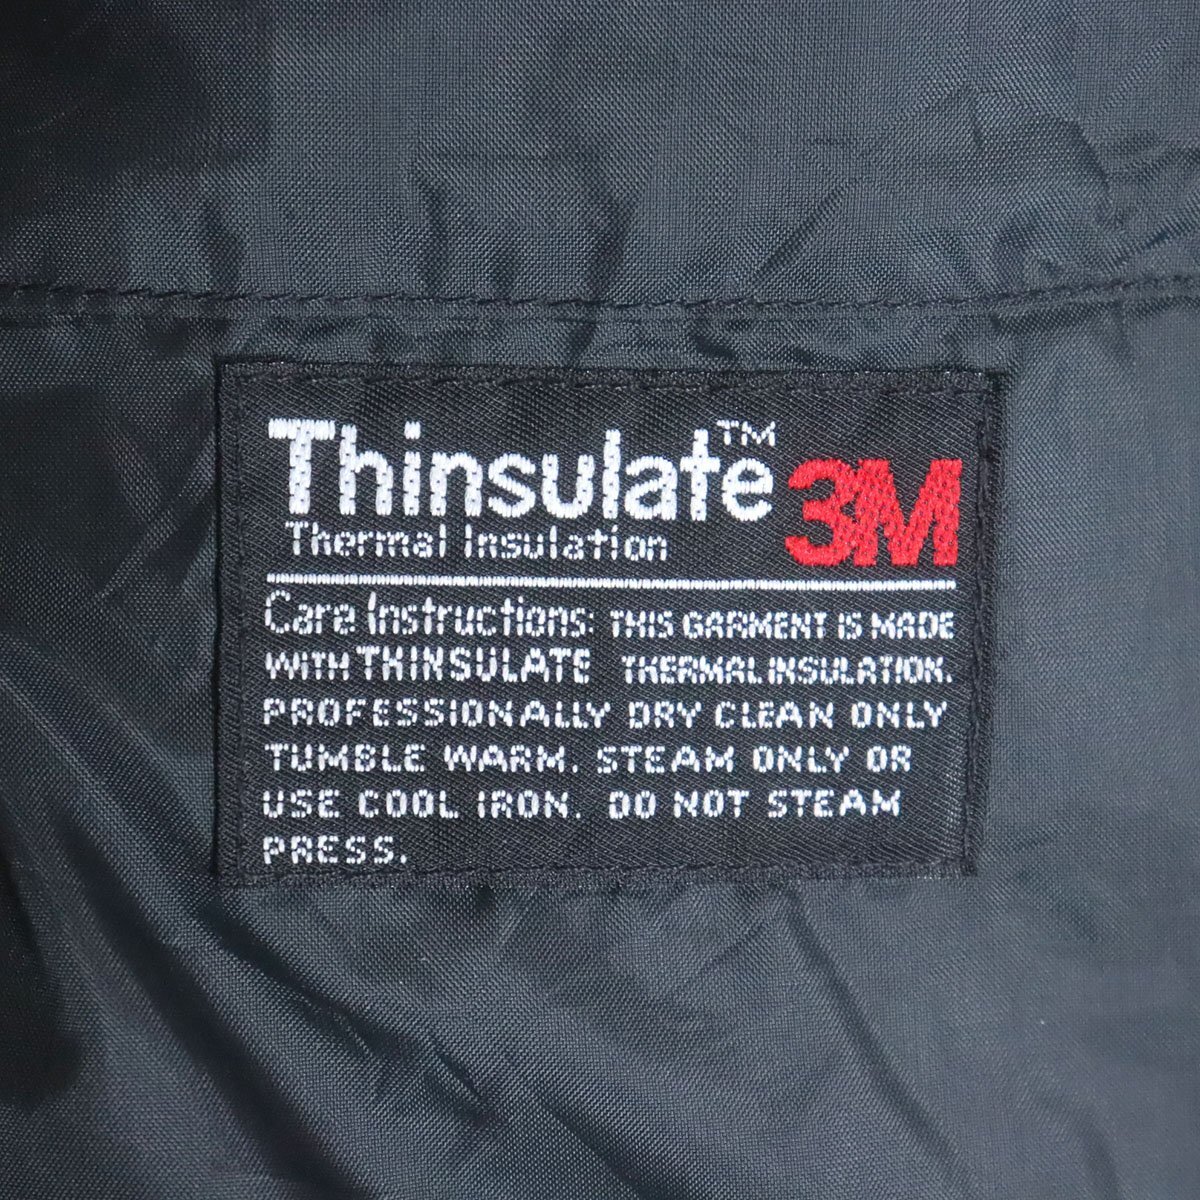 Thinsulate™ 3M
Thermal Insulation
Care Instructions: THIS GARMENT IS MADE
WITH THINSULATE THERMAL INSULATION.
PROFESSIONALLY DRY CLEAN ONLY
TUMBLE WARM. STEAM ONLY OR
USE COOL IRON. DO NOT STEAM
PRESS.